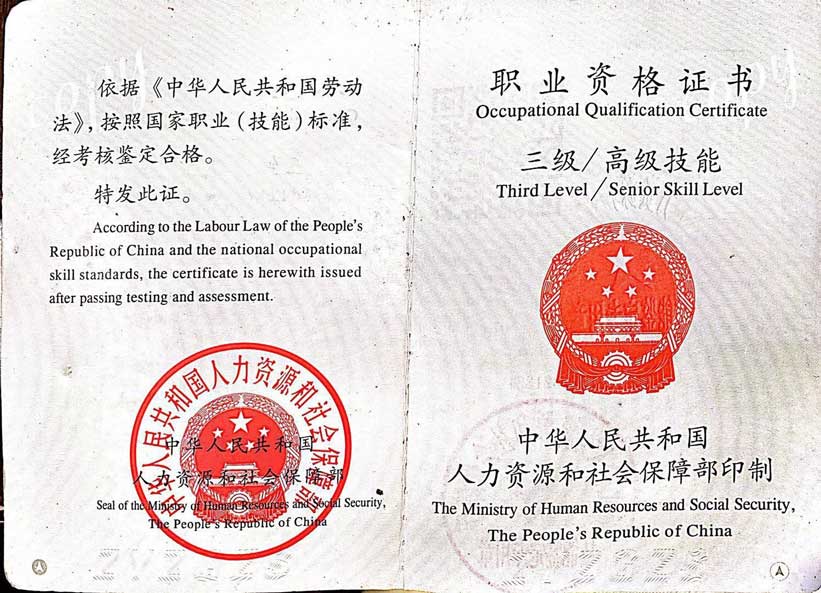 依据《中华人民共和国劳动
法》，按照国家职业（技能）标准，
经考核鉴定合格。
特发此证。
According to the Labour Law of the People's
Republic of China and the national occupational
skill standards, the certificate is herewith issued
after passing testing and assessment.
中华人民共和国人力资源和社会保障部
中华人民共和国
人力资源和社会保障部
Seal of the Ministry of Human Resources and Social Security,
The People's Republic of China
职业资格证书
Occupational Qualification Certificate
三级/高级技能
Third Level/Senior Skill Level
中华人民共和国
人力资源和社会保障部印制
The Ministry of Human Resources and Social Security,
The People's Republic of China